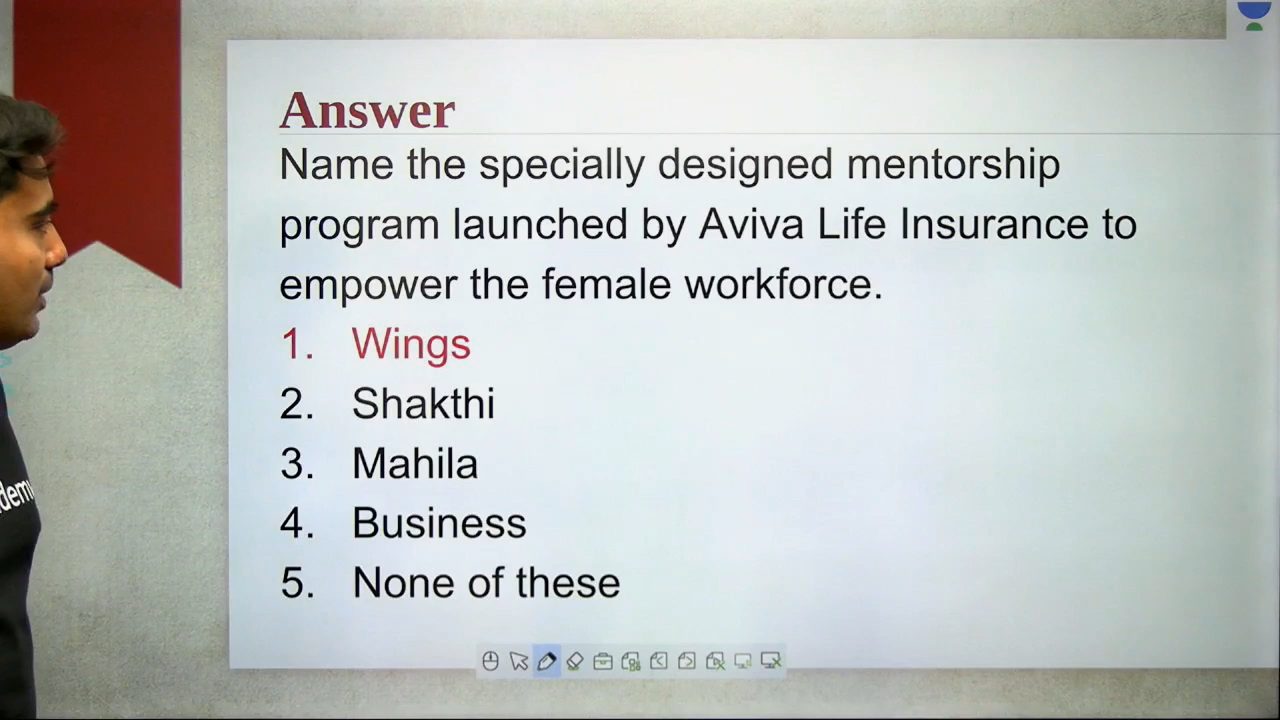 Answer
Name the specially designed mentorship
program launched by Aviva Life Insurance to
empower the female workforce.
1. Wings
2. Shakthi
3. Mahila
4. Business
5. None of these